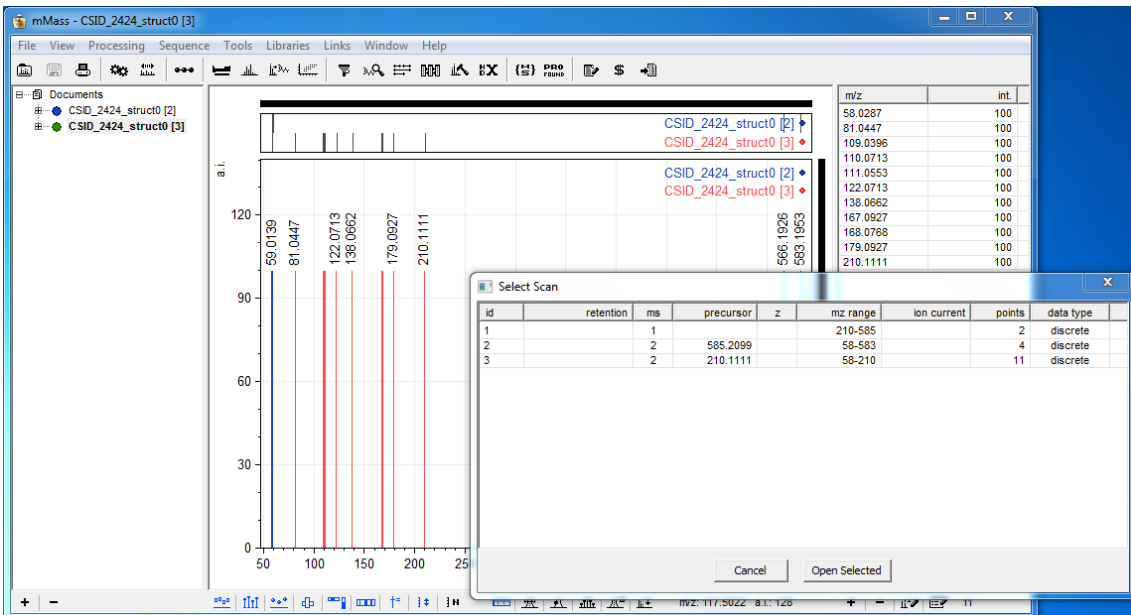 mMass - CSID_2424_struct0 [3]
File View Processing Sequence Tools Libraries Links Window Help
{M/S} PRO FOUND $
Documents
CSID_2424_struct0 [2]
CSID_2424_struct0 [3]
CSID_2424_struct0 [2]
CSID_2424_struct0 [3]
CSID_2424_struct0 [2]
CSID_2424_struct0 [3]
a.i.
120
90
60
30
0
59.0139
81.0447
122.0713
138.0662
179.0927
210.1111
566.1926
583.1953
50 100 150 200 25
m/z int.
58.0287 100
81.0447 100
109.0396 100
110.0713 100
111.0553 100
122.0713 100
138.0662 100
167.0927 100
168.0768 100
179.0927 100
210.1111 100
Select Scan
id retention ms precursor z mz range ion current points data type
1 1 210-585 2 discrete
2 2 585.2099 58-583 4 discrete
3 2 210.1111 58-210 11 discrete
Cancel Open Selected
m/z: 117.5022 a.i.: 128
11